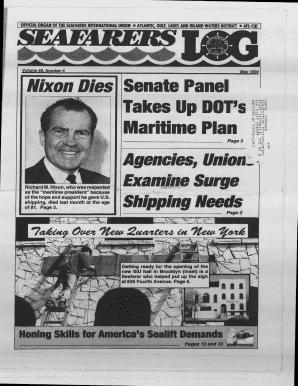 OFFICIAL ORGAN OF THE SEAFARERS INTERNATIONAL UNION • ATLANTIC, GULF, LAKES AND INLAND WATERS DISTRICT • AFL-CIO
SEAFARERS LOG
Volume 56, Number 5
May 1994
Nixon Dies
Richard M. Nixon, who was respected
as the "maritime president" because
of the hope and support he gave U.S.
shipping, died last month at the age
of 81. Page 3.
Senate Panel
Takes Up DOT's
Maritime Plan
Page 3
Agencies, Union
Examine Surge
Shipping Needs
Page 2
Taking Over New Quarters in New York
Getting ready for the opening of the
new SIU hall in Brooklyn (inset) is a
Seafarer who helped put up the sign
at 635 Fourth Avenue. Page 5.
Honing Skills for America's Sealift Demands
Pages 12 and 13